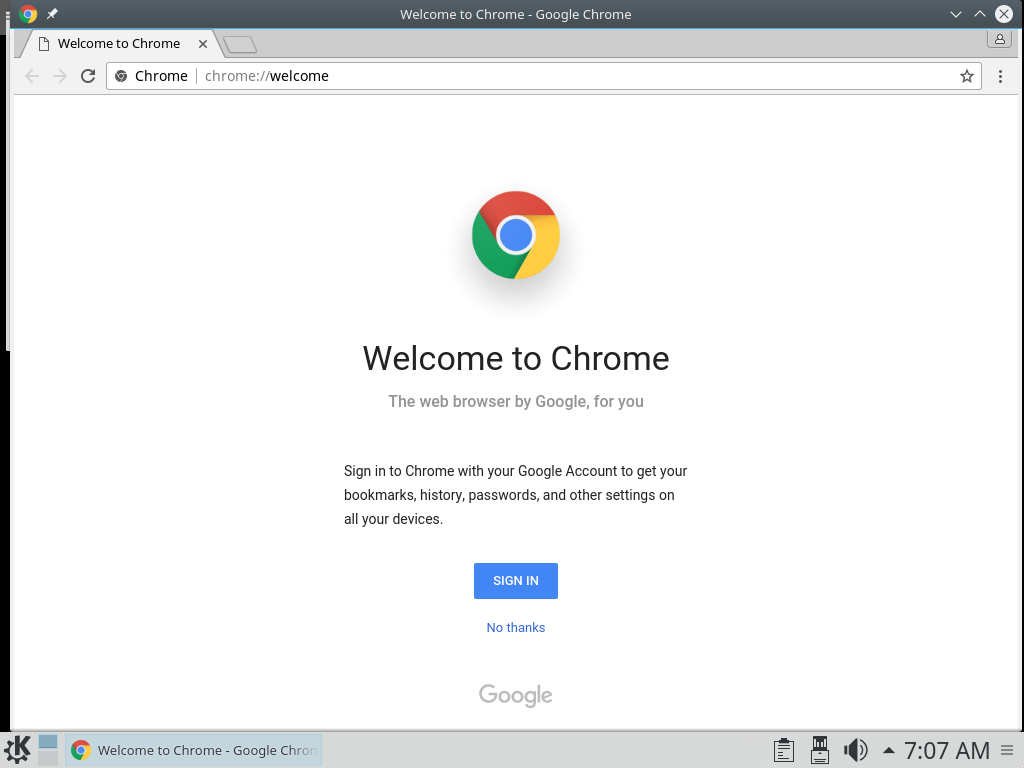 Welcome to Chrome - Google Chrome
Welcome to Chrome
Chrome chrome://welcome
Welcome to Chrome
The web browser by Google, for you
Sign in to Chrome with your Google Account to get your
bookmarks, history, passwords, and other settings on
all your devices.
SIGN IN
No thanks
Google
Welcome to Chrome - Google Chron
7:07 AM